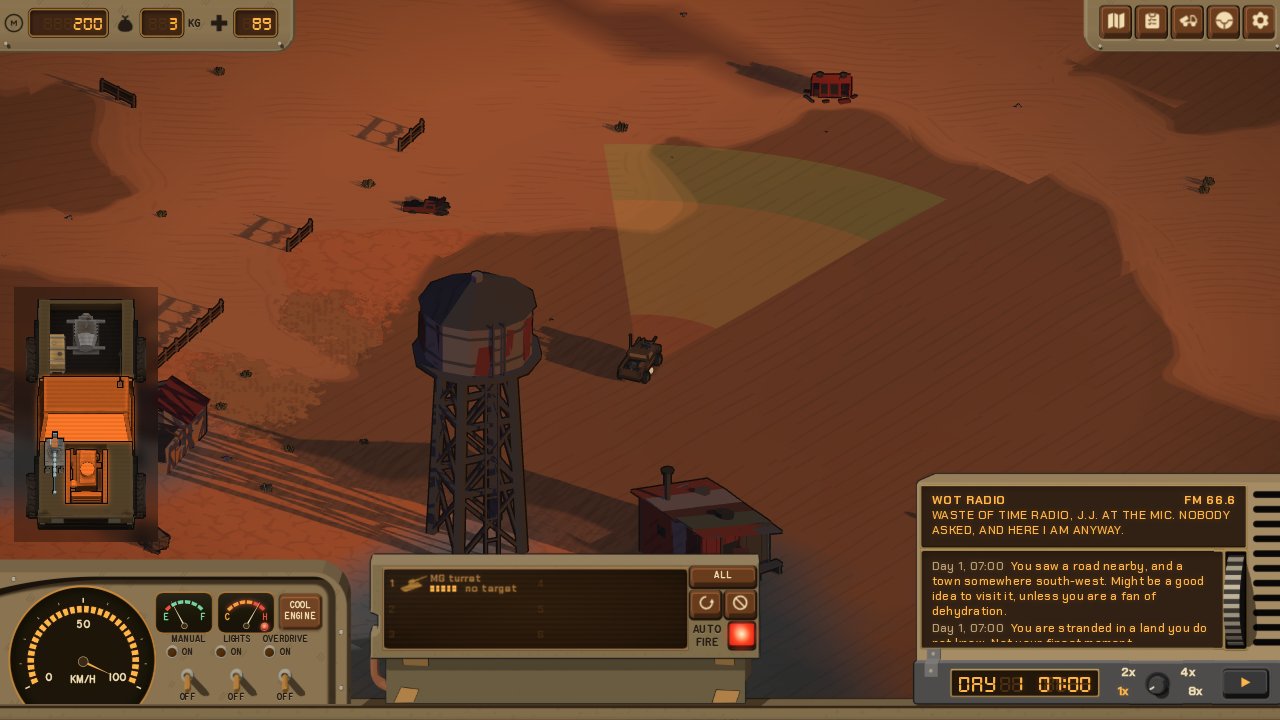 M 200 3 KG 89
WOT RADIO FM 66.6
WASTE OF TIME RADIO, J.J. AT THE MIC. NOBODY
ASKED, AND HERE I AM ANYWAY.
Day 1, 07:00 You saw a road nearby, and a
town somewhere south-west. Might be a good
idea to visit it, unless you are a fan of
dehydration.
Day 1, 07:00 You are stranded in a land you do
50
0 KM/H 100
E F
C H
COOL
ENGINE
MANUAL LIGHTS OVERDRIVE
ON ON ON
OFF OFF OFF
1 MG turret 4
no target
2 5
3 6
ALL
AUTO
FIRE
DAY 1 07:00
2x 4x
1x 8x